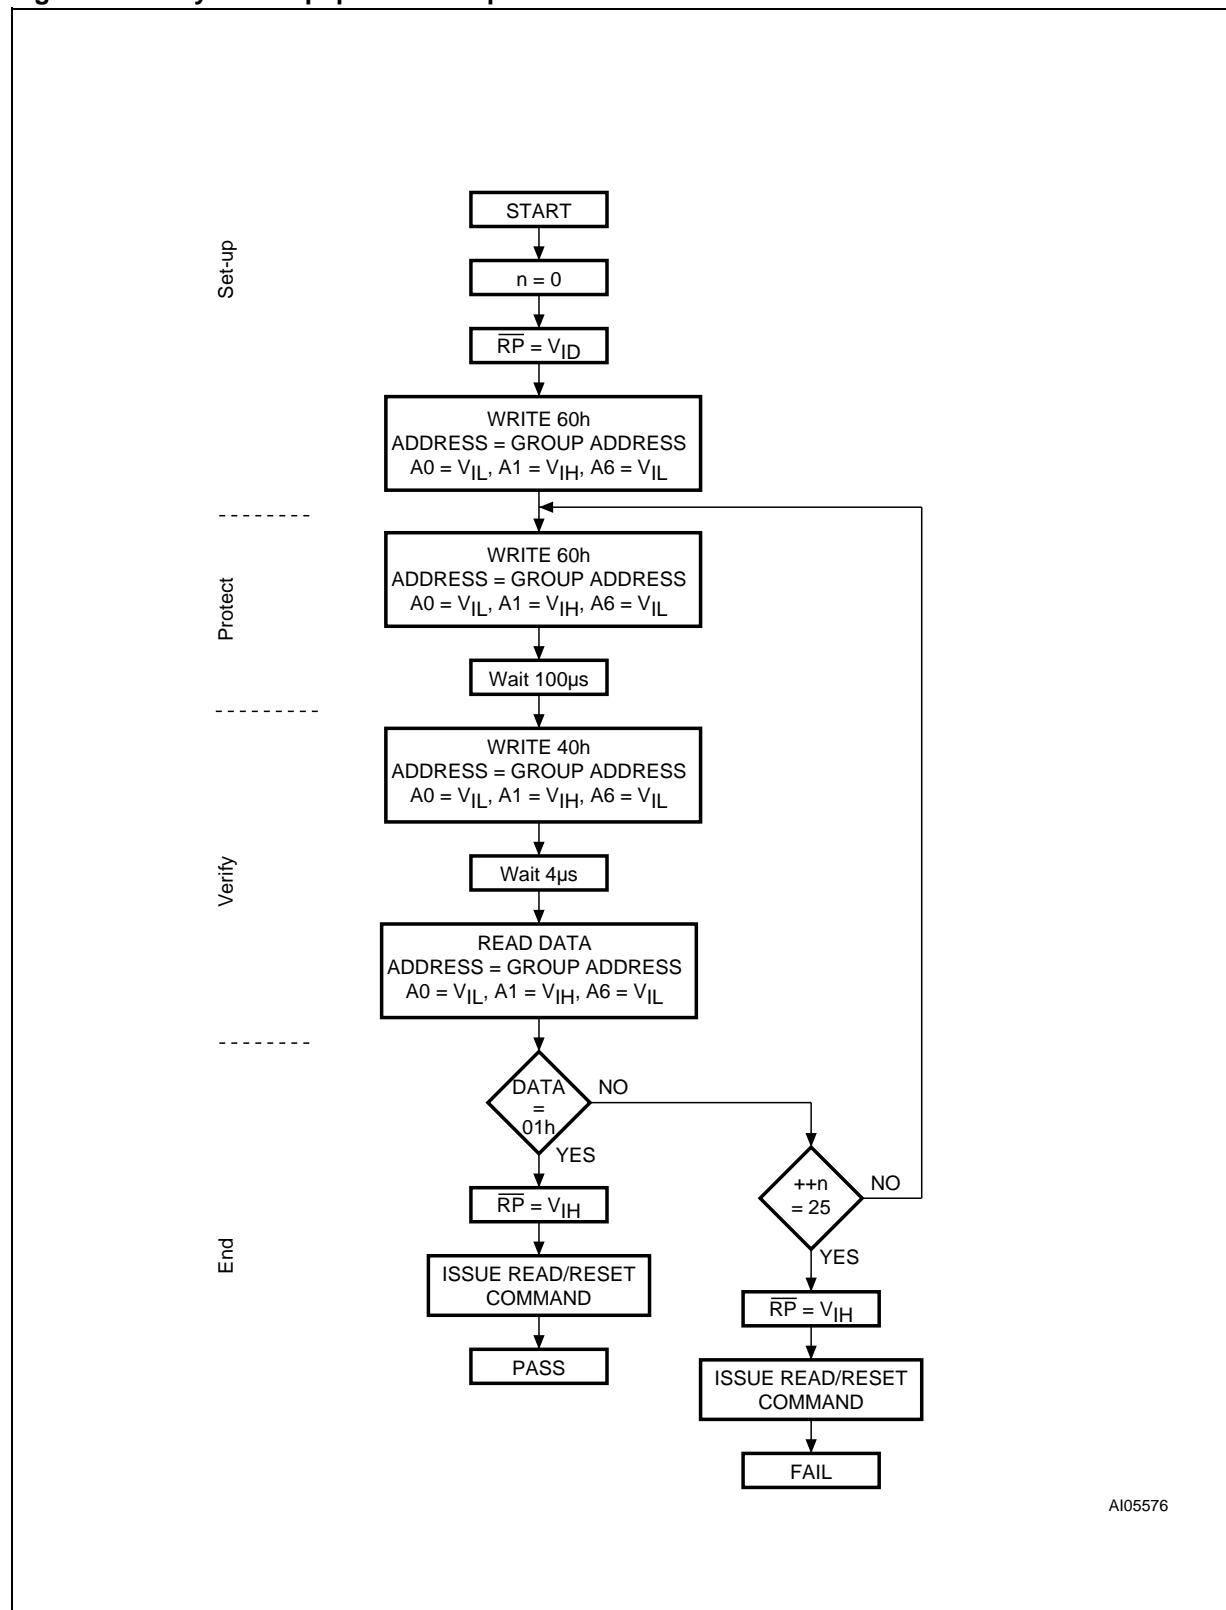 Set-up
START
n = 0
RP = VID
WRITE 60h
ADDRESS = GROUP ADDRESS
A0 = VIL, A1 = VIH, A6 = VIL
Protect
WRITE 60h
ADDRESS = GROUP ADDRESS
A0 = VIL, A1 = VIH, A6 = VIL
Wait 100µs
Verify
WRITE 40h
ADDRESS = GROUP ADDRESS
A0 = VIL, A1 = VIH, A6 = VIL
Wait 4µs
READ DATA
ADDRESS = GROUP ADDRESS
A0 = VIL, A1 = VIH, A6 = VIL
End
DATA
=
01h
NO
YES
++n
= 25
NO
YES
RP = VIH
ISSUE READ/RESET
COMMAND
PASS
RP = VIH
ISSUE READ/RESET
COMMAND
FAIL
AI05576